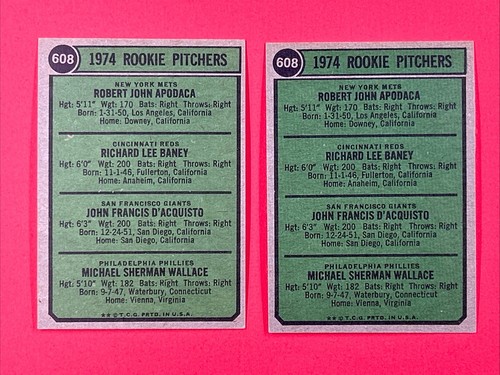 608 1974 ROOKIE PITCHERS
NEW YORK METS
ROBERT JOHN APODACA
Hgt: 5'11" Wgt: 170 Bats: Right Throws: Right
Born: 1-31-50, Los Angeles, California
Home: Downey, California
CINCINNATI REDS
RICHARD LEE BANEY
Hgt: 6'0" Wgt: 200 Bats: Right Throws: Right
Born: 11-1-46, Fullerton, California
Home: Anaheim, California
SAN FRANCISCO GIANTS
JOHN FRANCIS D'ACQUISTO
Hgt: 6'3" Wgt: 200 Bats: Right Throws: Right
Born: 12-24-51, San Diego, California
Home: San Diego, California
PHILADELPHIA PHILLIES
MICHAEL SHERMAN WALLACE
Hgt: 5'10" Wgt: 182 Bats: Right Throws: Right
Born: 9-7-47, Waterbury, Connecticut
Home: Vienna, Virginia
★★ © T.C.G. PRTD. IN U.S.A.
608 1974 ROOKIE PITCHERS
NEW YORK METS
ROBERT JOHN APODACA
Hgt: 5'11" Wgt: 170 Bats: Right Throws: Right
Born: 1-31-50, Los Angeles, California
Home: Downey, California
CINCINNATI REDS
RICHARD LEE BANEY
Hgt: 6'0" Wgt: 200 Bats: Right Throws: Right
Born: 11-1-46, Fullerton, California
Home: Anaheim, California
SAN FRANCISCO GIANTS
JOHN FRANCIS D'ACQUISTO
Hgt: 6'3" Wgt: 200 Bats: Right Throws: Right
Born: 12-24-51, San Diego, California
Home: San Diego, California
PHILADELPHIA PHILLIES
MICHAEL SHERMAN WALLACE
Hgt: 5'10" Wgt: 182 Bats: Right Throws: Right
Born: 9-7-47, Waterbury, Connecticut
Home: Vienna, Virginia
★★ © T.C.G. PRTD. IN U.S.A.